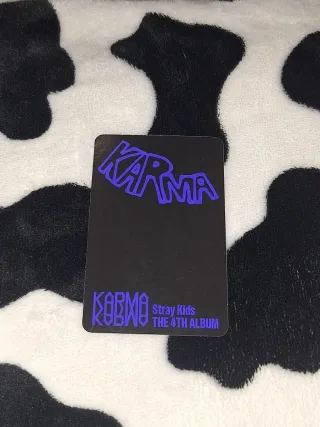 KARMA
KARMA
Stray Kids
THE 4TH ALBUM